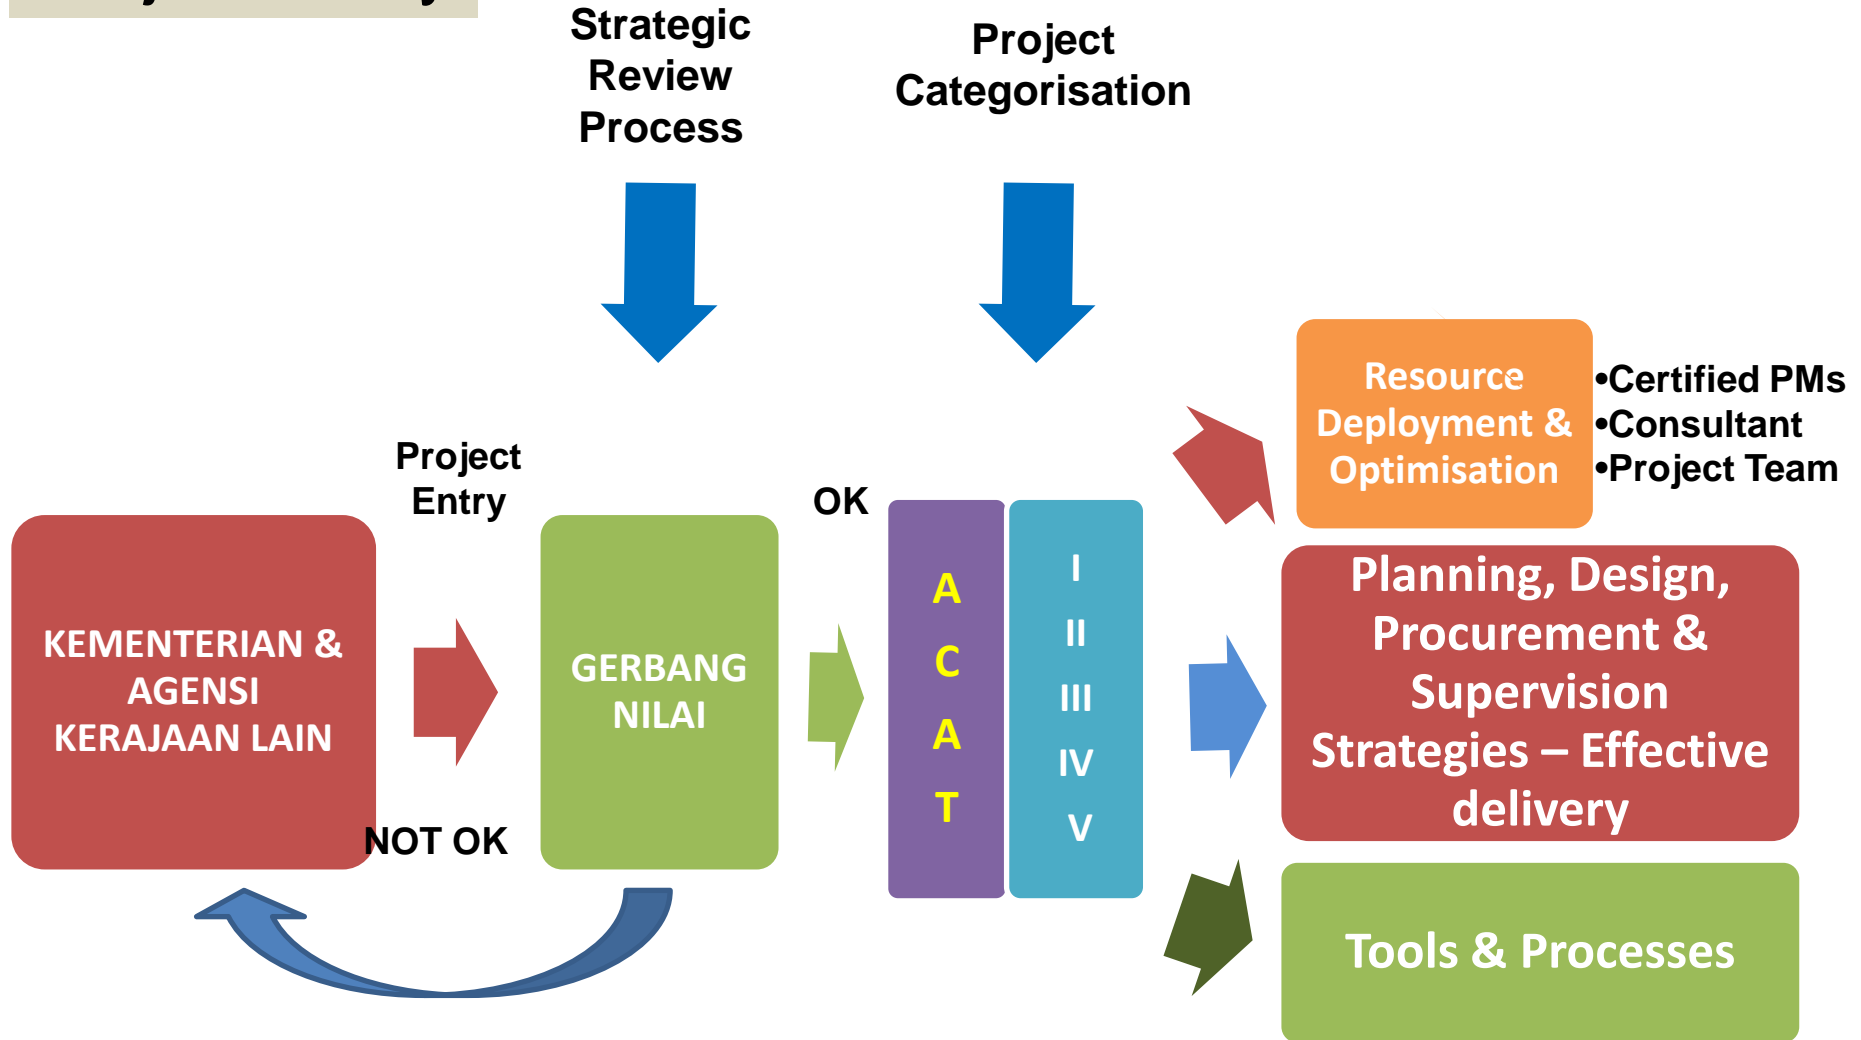 Strategic
Review
Process
Project
Categorisation
Project
Entry
OK
NOT OK
KEMENTERIAN &
AGENSI
KERAJAAN LAIN
GERBANG
NILAI
A
C
A
T
I
II
III
IV
V
Resource
Deployment &
Optimisation
•Certified PMs
•Consultant
•Project Team
Planning, Design,
Procurement &
Supervision
Strategies – Effective
delivery
Tools & Processes